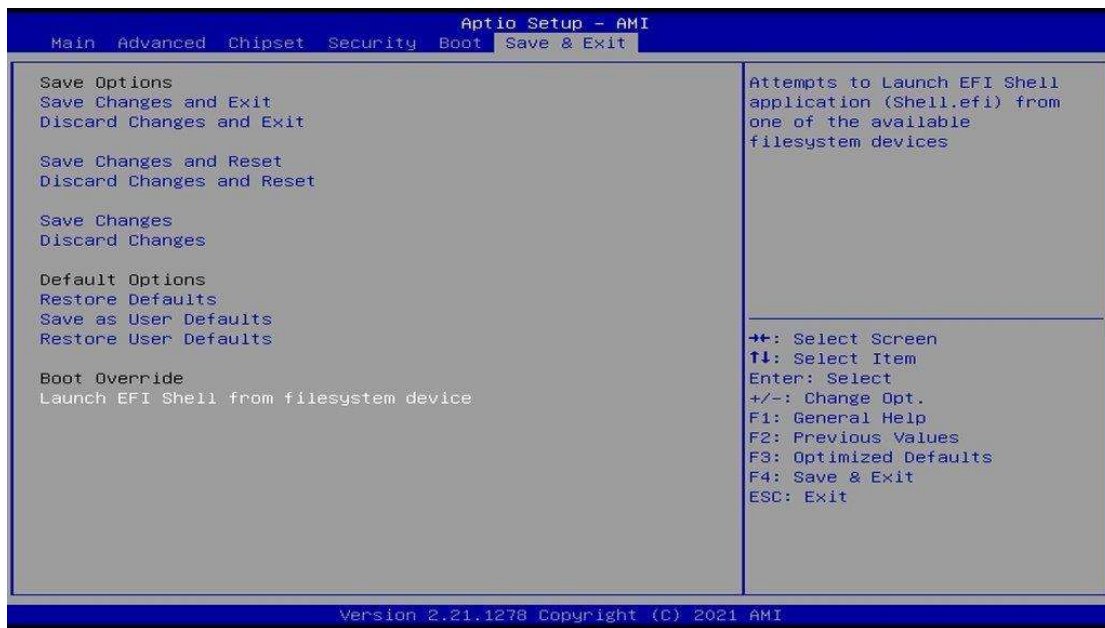 Aptio Setup – AMI
Main Advanced Chipset Security Boot Save & Exit
Save Options
Save Changes and Exit
Discard Changes and Exit
Save Changes and Reset
Discard Changes and Reset
Save Changes
Discard Changes
Default Options
Restore Defaults
Save as User Defaults
Restore User Defaults
Boot Override
Launch EFI Shell from filesystem device
Attempts to Launch EFI Shell
application (Shell.efi) from
one of the available
filesystem devices
→←: Select Screen
↑↓: Select Item
Enter: Select
+/-: Change Opt.
F1: General Help
F2: Previous Values
F3: Optimized Defaults
F4: Save & Exit
ESC: Exit
Version 2.21.1278 Copyright (C) 2021 AMI